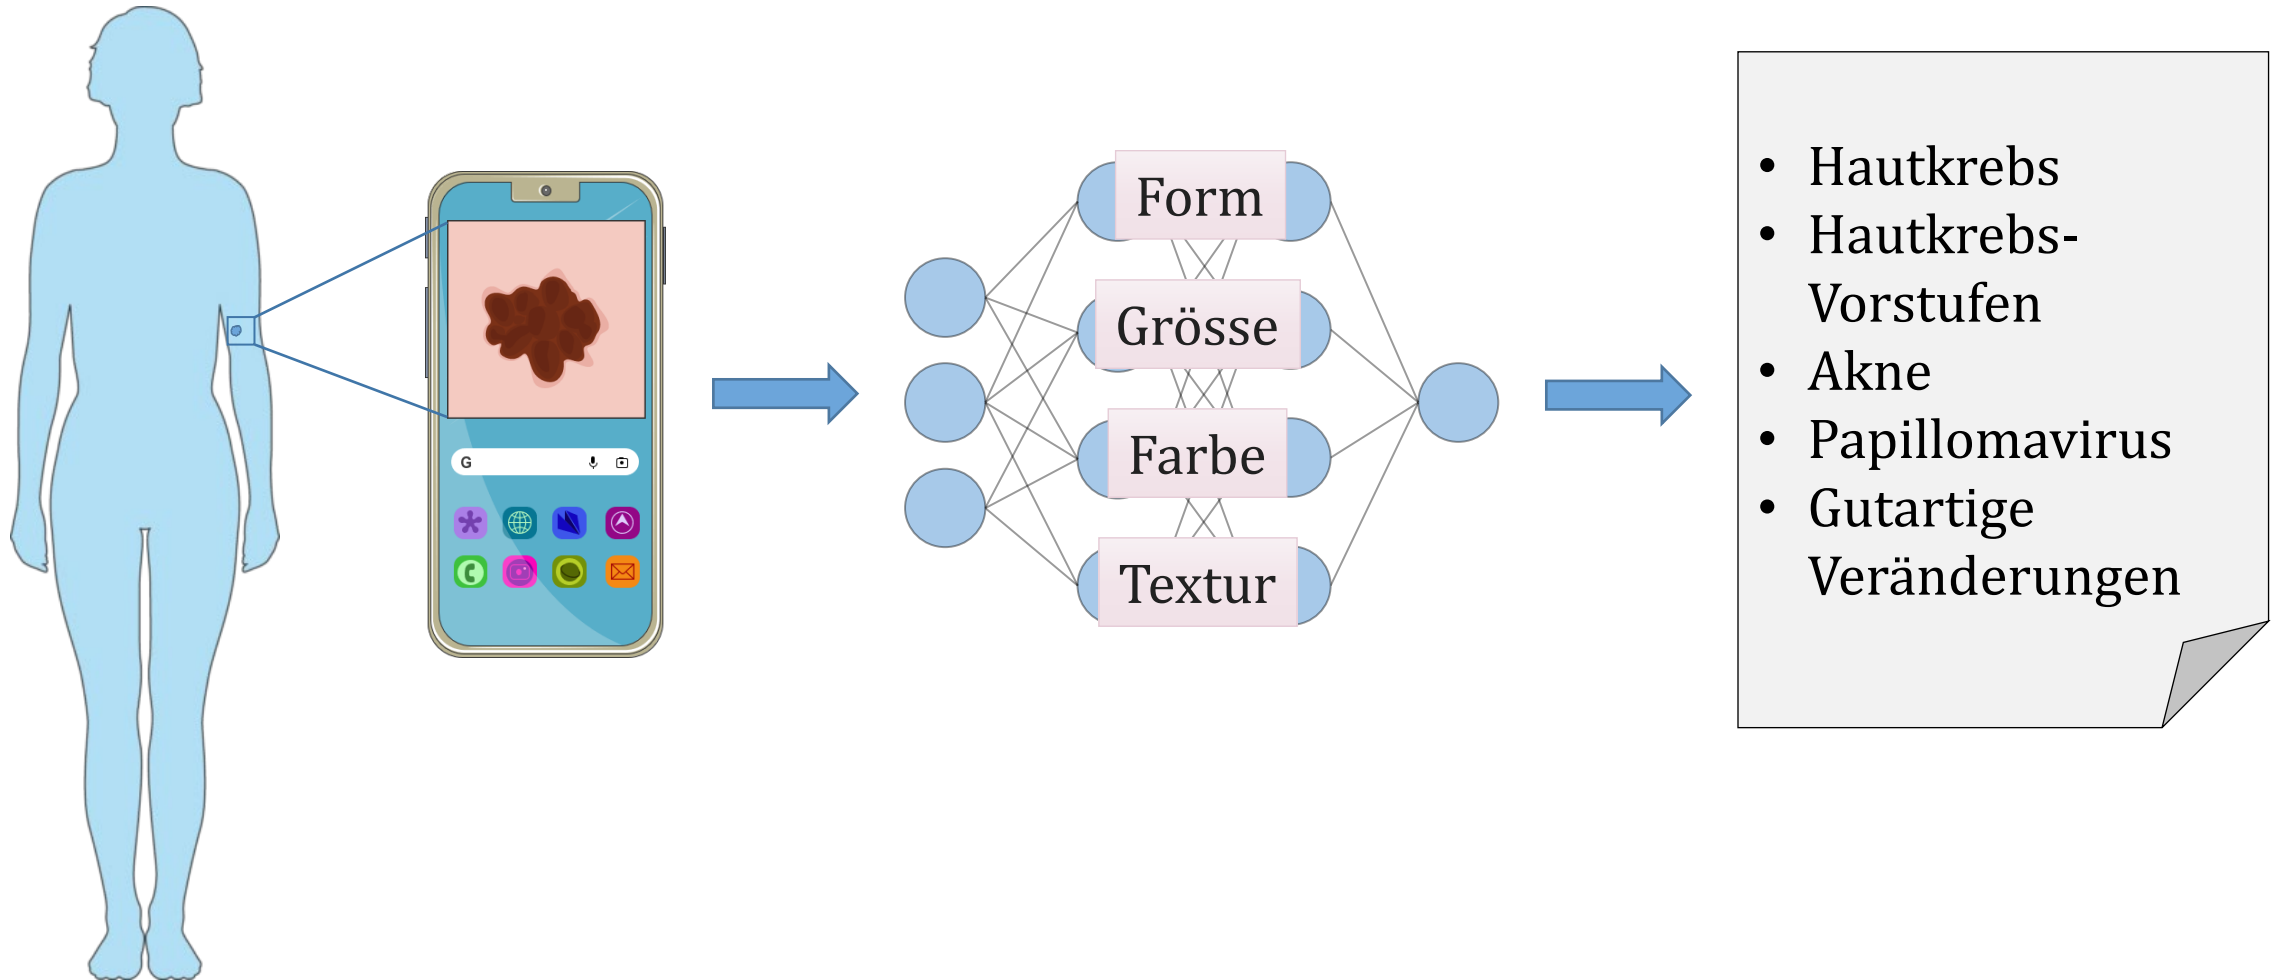 G
Form
Grösse
Farbe
Textur
• Hautkrebs
• Hautkrebs-
Vorstufen
• Akne
• Papillomavirus
• Gutartige
Veränderungen